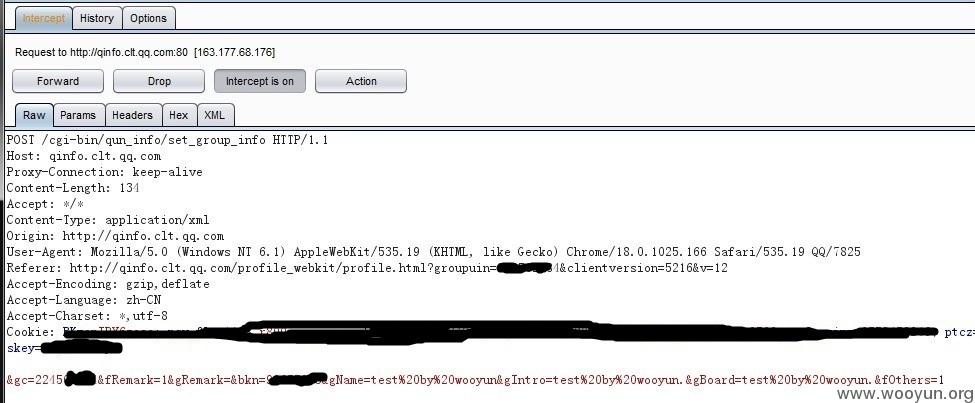 Intercept History Options
Request to http://qinfo.clt.qq.com:80 [163.177.68.176]
Forward Drop Intercept is on Action
Raw Params Headers Hex XML
POST /cgi-bin/qun_info/set_group_info HTTP/1.1
Host: qinfo.clt.qq.com
Proxy-Connection: keep-alive
Content-Length: 134
Accept: */*
Content-Type: application/xml
Origin: http://qinfo.clt.qq.com
User-Agent: Mozilla/5.0 (Windows NT 6.1) AppleWebKit/535.19 (KHTML, like Gecko) Chrome/18.0.1025.166 Safari/535.19 QQ/7825
Referer: http://qinfo.clt.qq.com/profile_webkit/profile.html?groupuin= &clientversion=5216&v=12
Accept-Encoding: gzip,deflate
Accept-Language: zh-CN
Accept-Charset: *,utf-8
Cookie: ptcz=
skey=
&gc=2245 &fRemark=1&gRemark=&bkn=9 &gName=test%20by%20wooyun&gIntro=test%20by%20wooyun.&gBoard=test%20by%20wooyun.&fOthers=1
www.wooyun.org